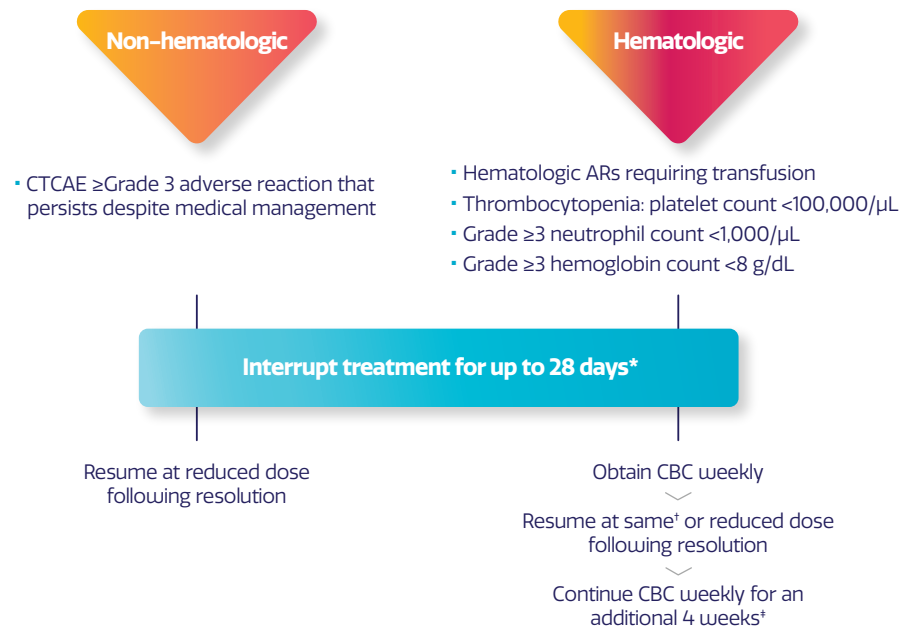 Non-hematologic
▪ CTCAE ≥Grade 3 adverse reaction that
persists despite medical management
Hematologic
▪ Hematologic ARs requiring transfusion
▪ Thrombocytopenia: platelet count <100,000/μL
▪ Grade ≥3 neutrophil count <1,000/μL
▪ Grade ≥3 hemoglobin count <8 g/dL
Interrupt treatment for up to 28 days*
Resume at reduced dose
following resolution
Obtain CBC weekly
Resume at same† or reduced dose
following resolution
Continue CBC weekly for an
additional 4 weeks‡